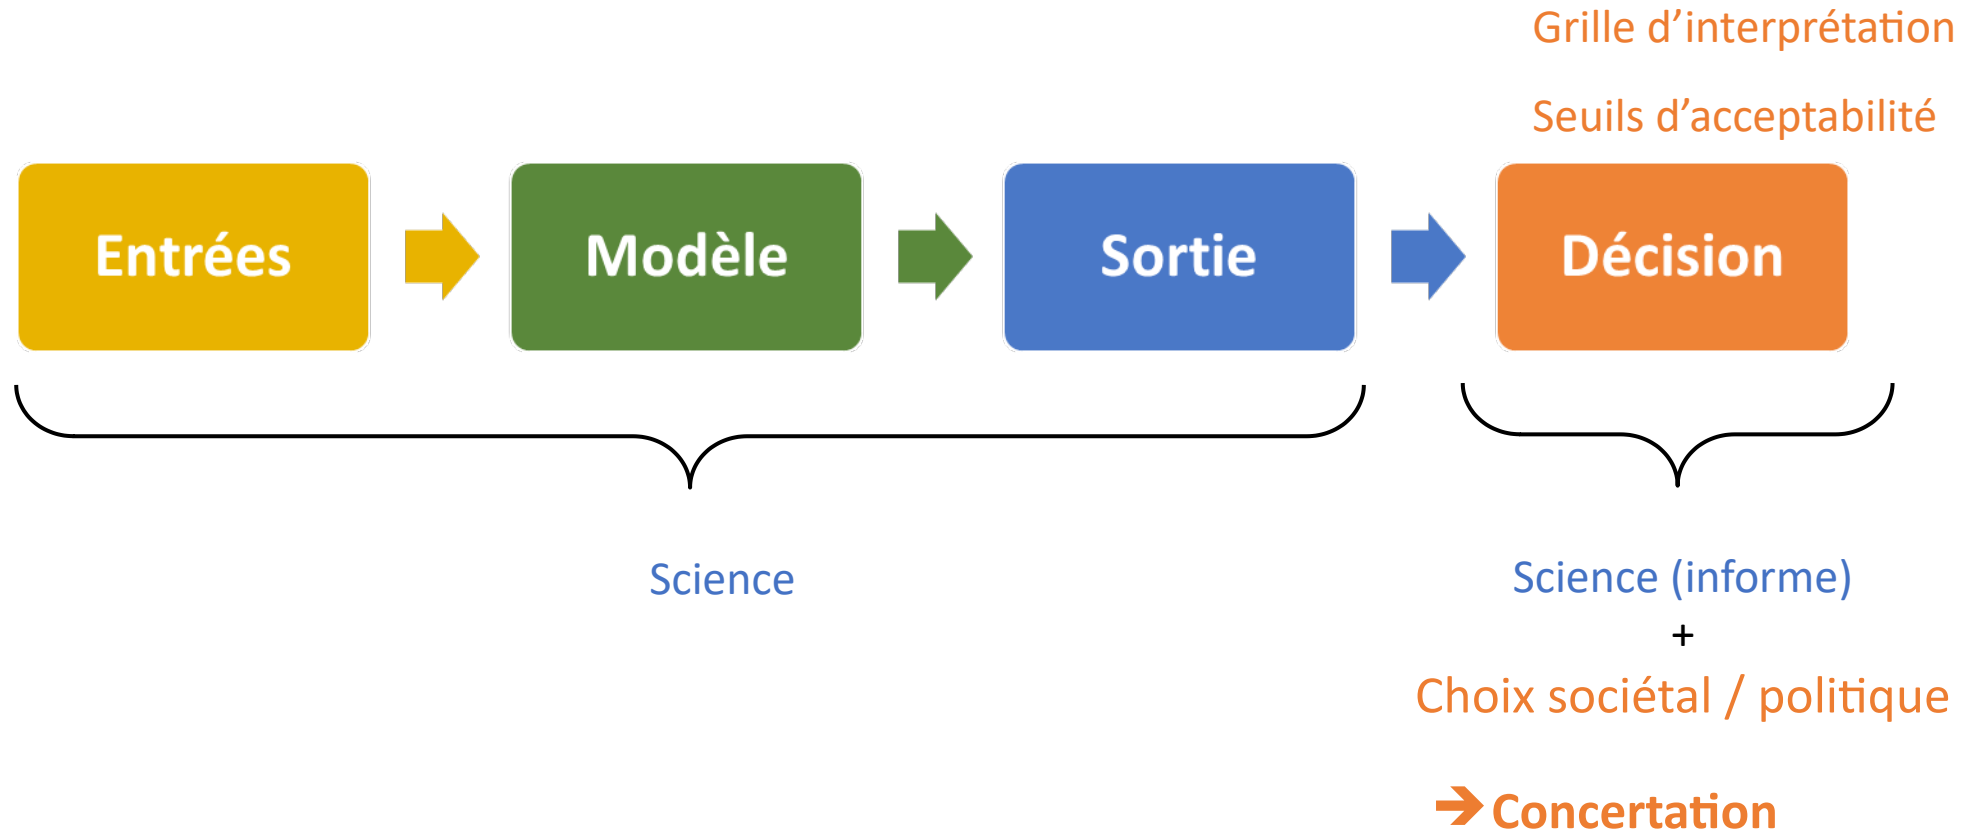 Grille d’interprétation
Seuils d’acceptabilité
Entrées
Modèle
Sortie
Décision
Science
Science (informe)
+
Choix sociétal / politique
➔ Concertation